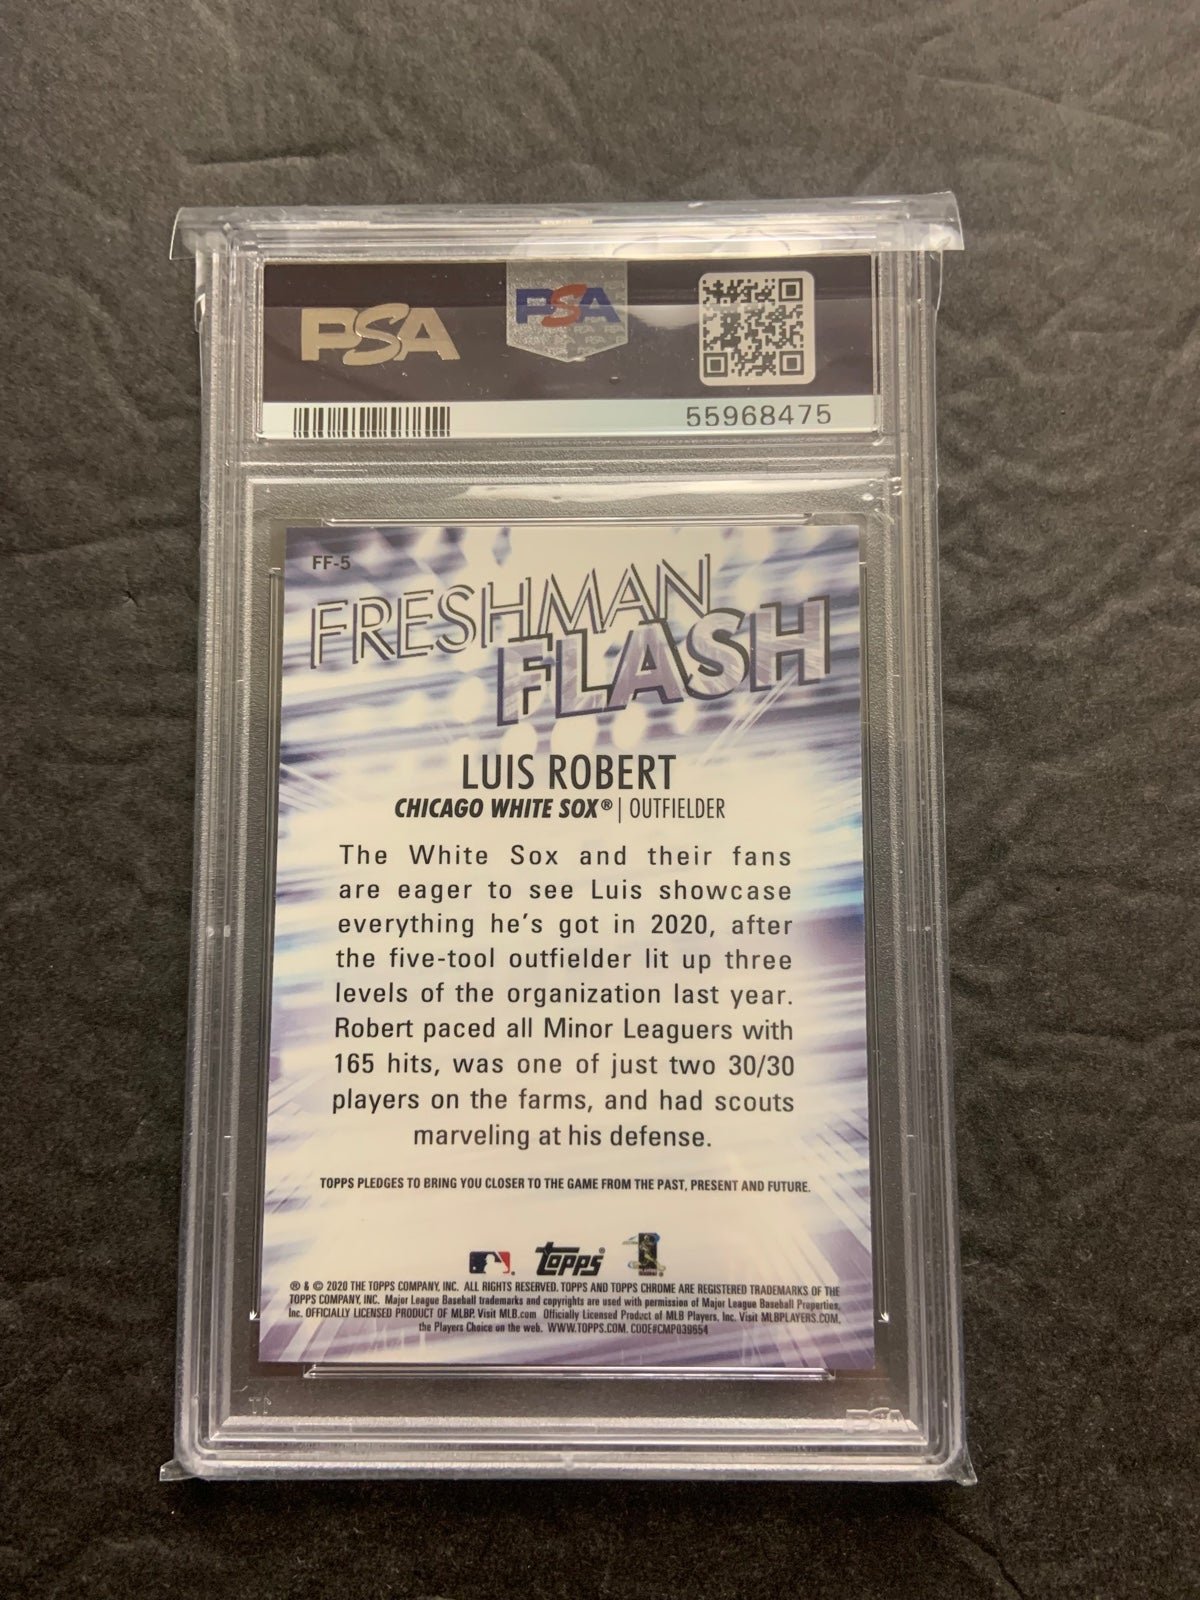 PSA
PSA
55968475
FF-5
FRESHMAN
FLASH
LUIS ROBERT
CHICAGO WHITE SOX® | OUTFIELDER
The White Sox and their fans
are eager to see Luis showcase
everything he's got in 2020, after
the five-tool outfielder lit up three
levels of the organization last year.
Robert paced all Minor Leaguers with
165 hits, was one of just two 30/30
players on the farms, and had scouts
marveling at his defense.
TOPPS PLEDGES TO BRING YOU CLOSER TO THE GAME FROM THE PAST, PRESENT AND FUTURE.
topps®
® & © 2020 THE TOPPS COMPANY, INC. ALL RIGHTS RESERVED. TOPPS AND TOPPS CHROME ARE REGISTERED TRADEMARKS OF THE
TOPPS COMPANY, INC. Major League Baseball trademarks and copyrights are used with permission of Major League Baseball Properties,
Inc. OFFICIALLY LICENSED PRODUCT OF MLBP. Visit MLB.com Officially Licensed Product of MLB Players, Inc. Visit MLBPLAYERS.COM,
the Players Choice on the web. WWW.TOPPS.COM. CODE#CMP039654
PSA